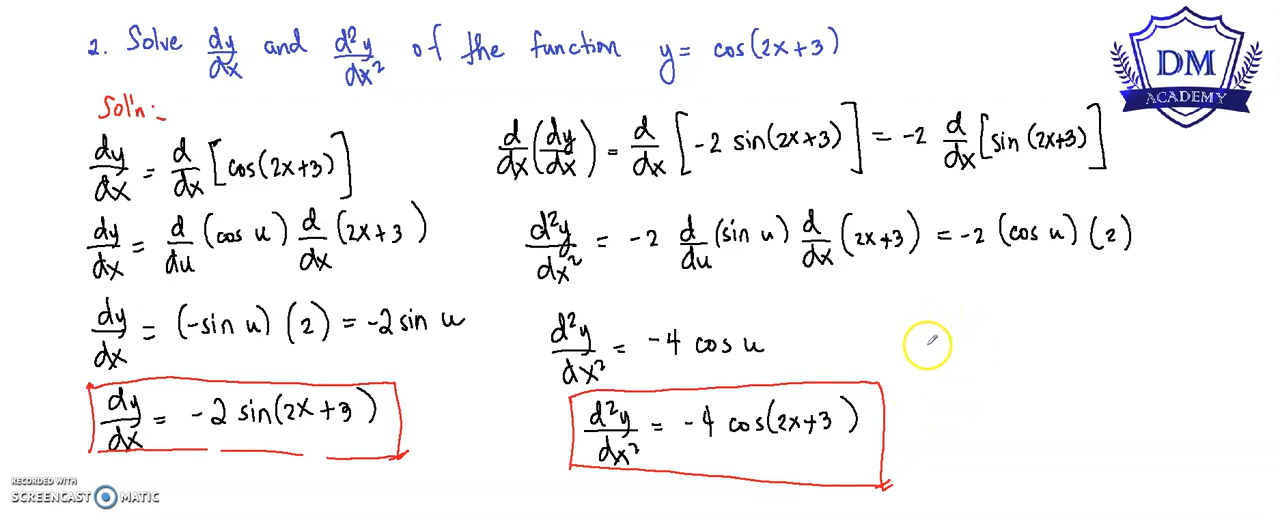 2. Solve dy/dx and d²y/dx² of the function y = cos(2x+3)
DM
ACADEMY
Sol'n:-
dy/dx = d/dx [cos(2x+3)]
dy/dx = d/du (cos u) d/dx (2x+3)
dy/dx = (-sin u) (2) = -2 sin u
dy/dx = -2 sin(2x+3)
d/dx (dy/dx) = d/dx [-2 sin(2x+3)] = -2 d/dx [sin (2x+3)]
d²y/dx² = -2 d/du (sin u) d/dx (2x+3) = -2 (cos u) (2)
d²y/dx² = -4 cos u
d²y/dx² = -4 cos(2x+3)
RECORDED WITH
SCREENCAST MATIC